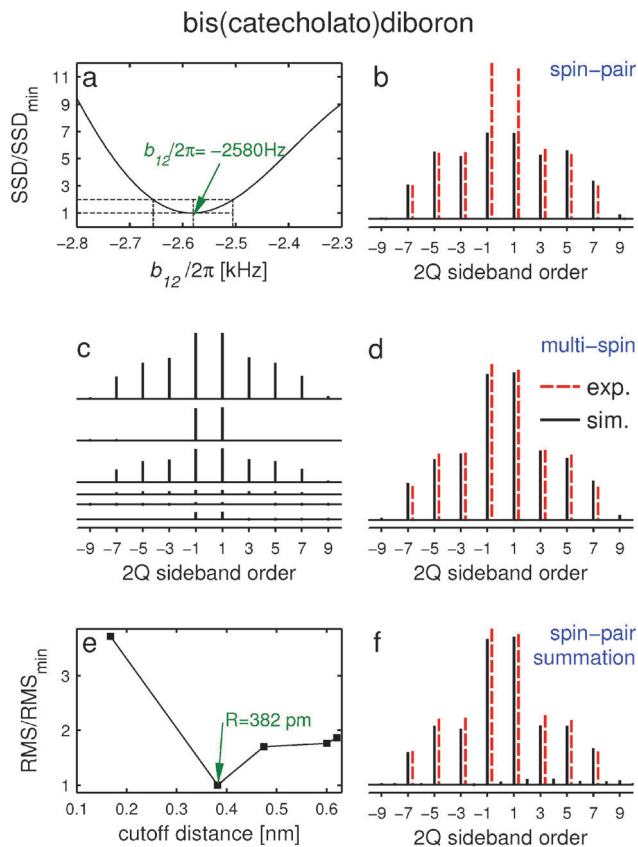 bis(catecholato)diboron
a
SSD/SSDmin
11
9
7
5
3
1
b12/2π= −2580Hz
−2.8 −2.7 −2.6 −2.5 −2.4 −2.3
b12/2π [kHz]
b
spin−pair
−9 −7 −5 −3 −1 1 3 5 7 9
2Q sideband order
c
−9 −7 −5 −3 −1 1 3 5 7 9
2Q sideband order
d
multi−spin
exp.
sim.
−9 −7 −5 −3 −1 1 3 5 7 9
2Q sideband order
e
RMS/RMSmin
3
2
1
R=382 pm
0.1 0.2 0.3 0.4 0.5 0.6
cutoff distance [nm]
f
spin−pair
summation
−9 −7 −5 −3 −1 1 3 5 7 9
2Q sideband order